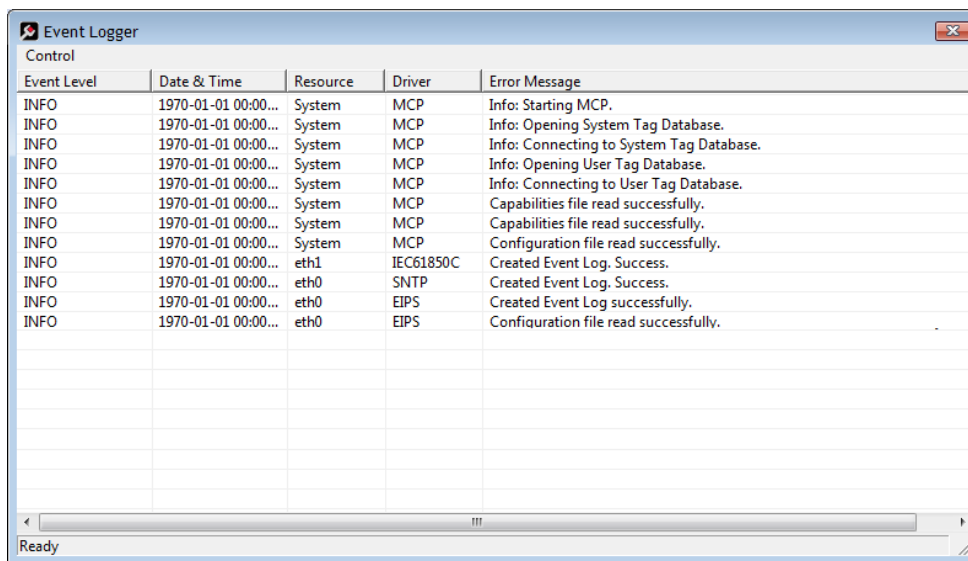 Event Logger
Control
Event Level Date & Time Resource Driver Error Message
INFO 1970-01-01 00:00... System MCP Info: Starting MCP.
INFO 1970-01-01 00:00... System MCP Info: Opening System Tag Database.
INFO 1970-01-01 00:00... System MCP Info: Connecting to System Tag Database.
INFO 1970-01-01 00:00... System MCP Info: Opening User Tag Database.
INFO 1970-01-01 00:00... System MCP Info: Connecting to User Tag Database.
INFO 1970-01-01 00:00... System MCP Capabilities file read successfully.
INFO 1970-01-01 00:00... System MCP Capabilities file read successfully.
INFO 1970-01-01 00:00... System MCP Configuration file read successfully.
INFO 1970-01-01 00:00... eth1 IEC61850C Created Event Log. Success.
INFO 1970-01-01 00:00... eth0 SNTP Created Event Log. Success.
INFO 1970-01-01 00:00... eth0 EIPS Created Event Log successfully.
INFO 1970-01-01 00:00... eth0 EIPS Configuration file read successfully.
Ready